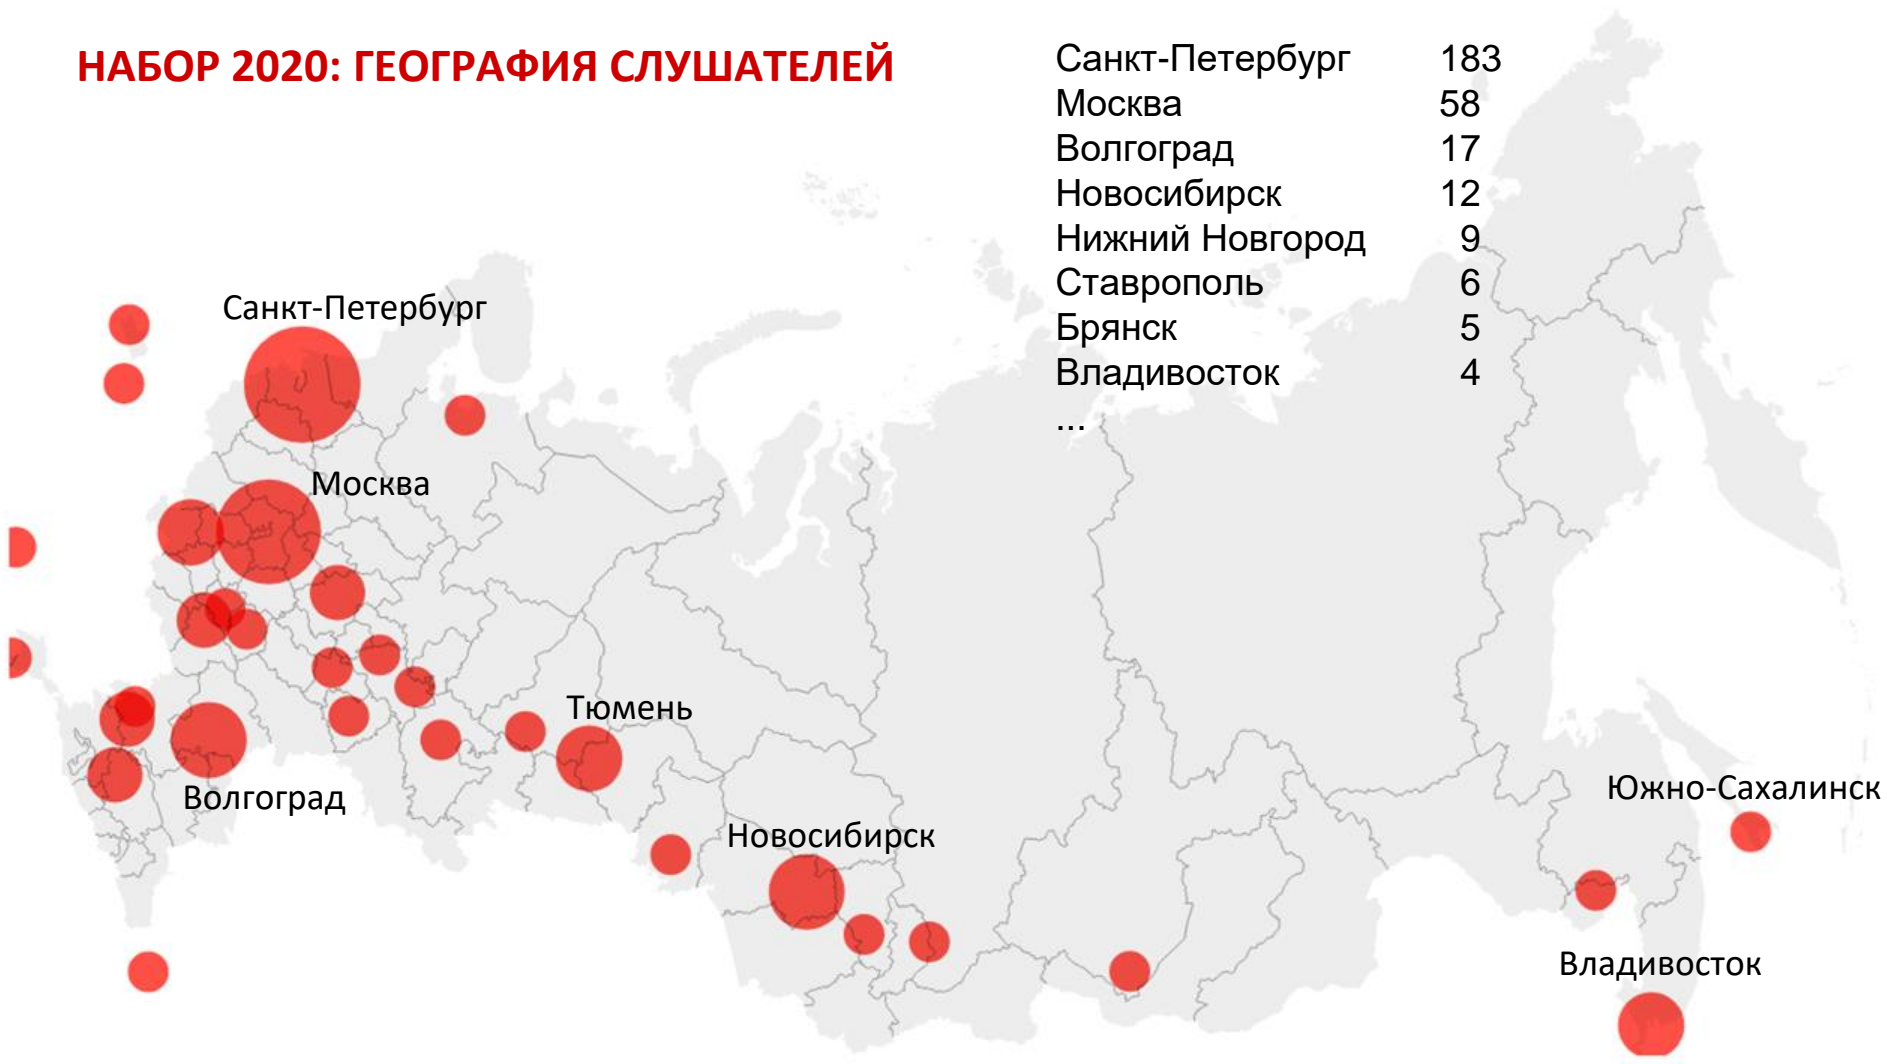 НАБОР 2020: ГЕОГРАФИЯ СЛУШАТЕЛЕЙ
Санкт-Петербург 183
Москва 58
Волгоград 17
Новосибирск 12
Нижний Новгород 9
Ставрополь 6
Брянск 5
Владивосток 4
...
Санкт-Петербург
Москва
Тюмень
Волгоград
Новосибирск
Южно-Сахалинск
Владивосток